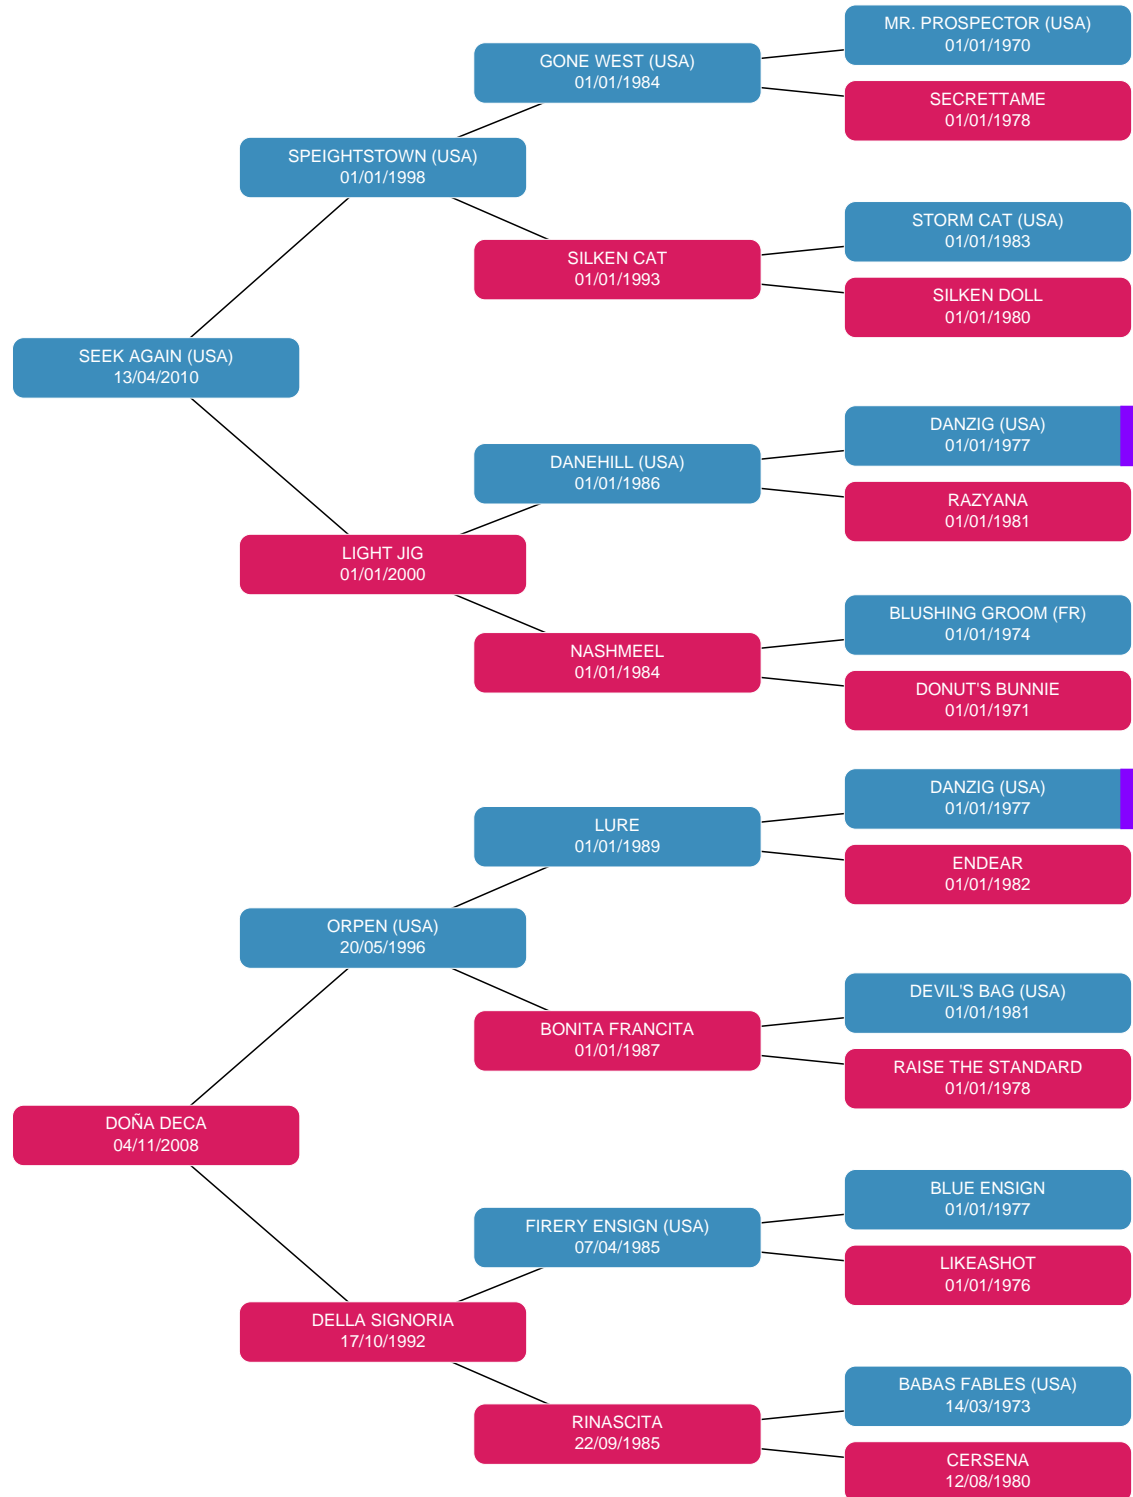 MR. PROSPECTOR (USA)
01/01/1970
GONE WEST (USA)
01/01/1984
SECRETTAME
01/01/1978
SPEIGHTSTOWN (USA)
01/01/1998
STORM CAT (USA)
01/01/1983
SILKEN CAT
01/01/1993
SILKEN DOLL
01/01/1980
SEEK AGAIN (USA)
13/04/2010
DANZIG (USA)
01/01/1977
DANEHILL (USA)
01/01/1986
RAZYANA
01/01/1981
LIGHT JIG
01/01/2000
BLUSHING GROOM (FR)
01/01/1974
NASHMEEL
01/01/1984
DONUT'S BUNNIE
01/01/1971
DANZIG (USA)
01/01/1977
LURE
01/01/1989
ENDEAR
01/01/1982
ORPEN (USA)
20/05/1996
DEVIL'S BAG (USA)
01/01/1981
BONITA FRANCITA
01/01/1987
RAISE THE STANDARD
01/01/1978
DOÑA DECA
04/11/2008
BLUE ENSIGN
01/01/1977
FIRERY ENSIGN (USA)
07/04/1985
LIKEASHOT
01/01/1976
DELLA SIGNORIA
17/10/1992
BABAS FABLES (USA)
14/03/1973
RINASCITA
22/09/1985
CERSENA
12/08/1980